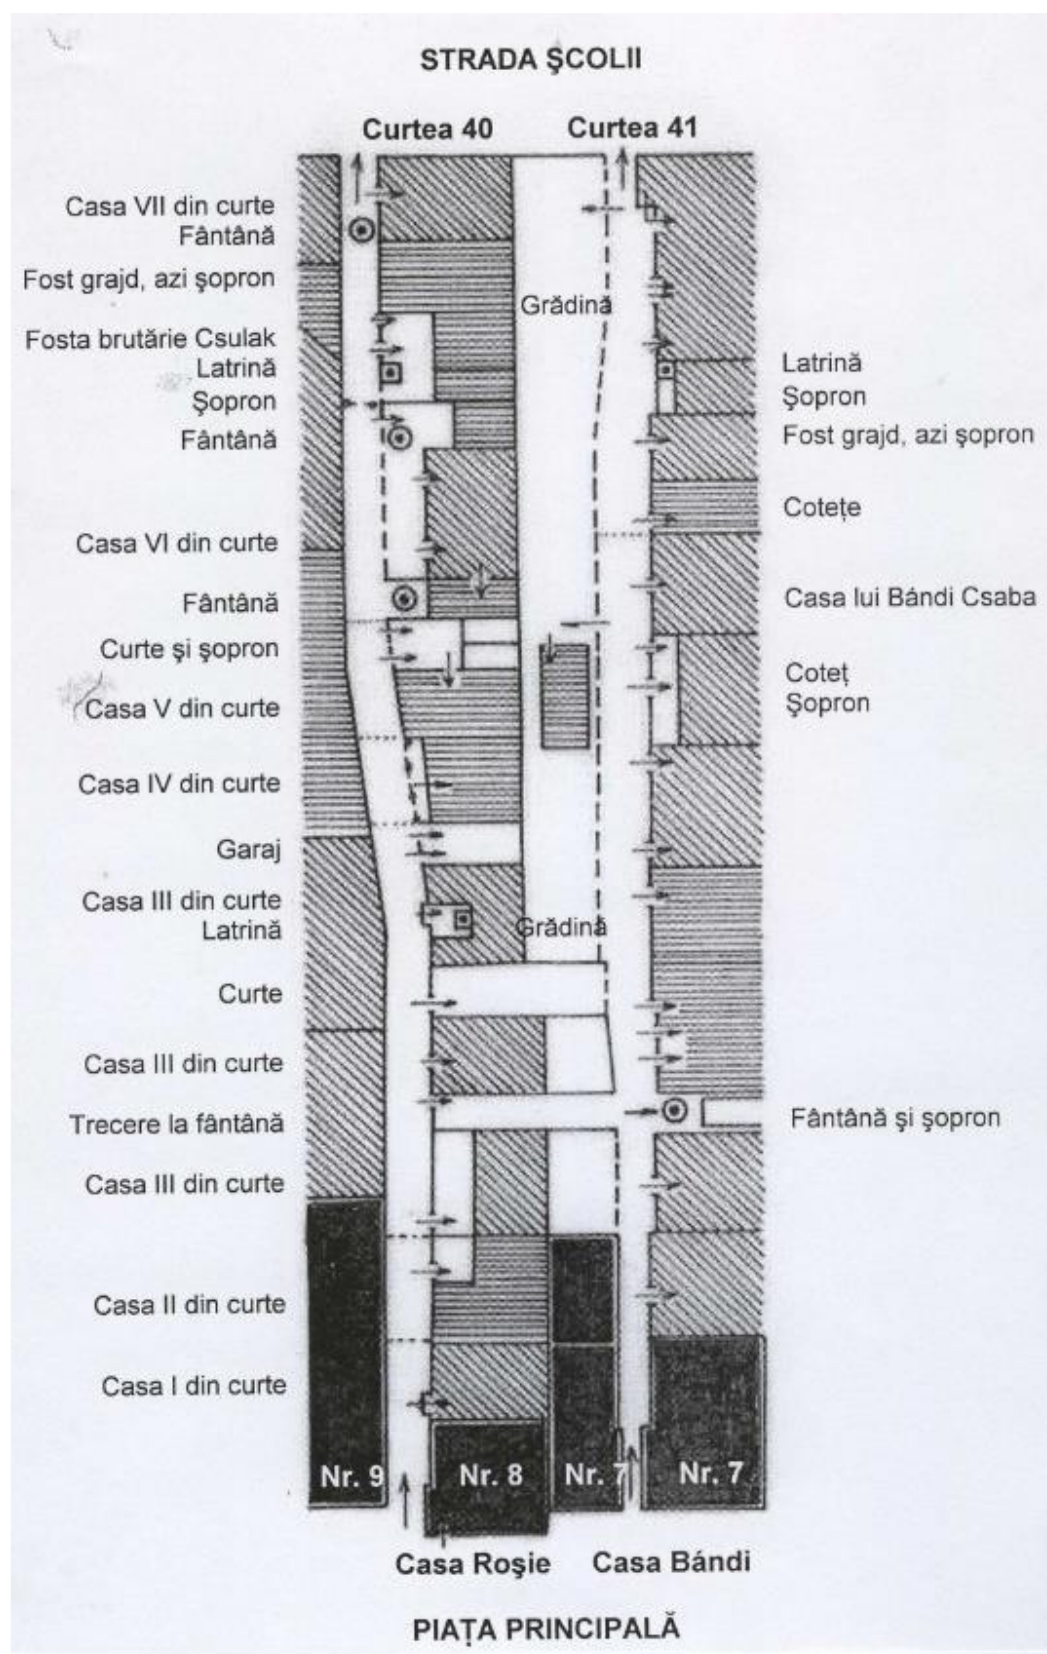 STRADA ŞCOLII
Curtea 40
Curtea 41
Casa VII din curte
Fântână
Fost grajd, azi şopron
Fosta brutărie Csulak
Latrină
Şopron
Fântână
Casa VI din curte
Fântână
Curte şi şopron
Casa V din curte
Casa IV din curte
Garaj
Casa III din curte
Latrină
Curte
Casa III din curte
Trecere la fântână
Casa III din curte
Casa II din curte
Casa I din curte
Grădină
Grădină
Latrină
Şopron
Fost grajd, azi şopron
Coteţe
Casa lui Bándi Csaba
Coteţ
Şopron
Fântână şi şopron
Nr. 9
Nr. 8
Nr. 7
Nr. 7
Casa Roşie
Casa Bándi
PIAŢA PRINCIPALĂ